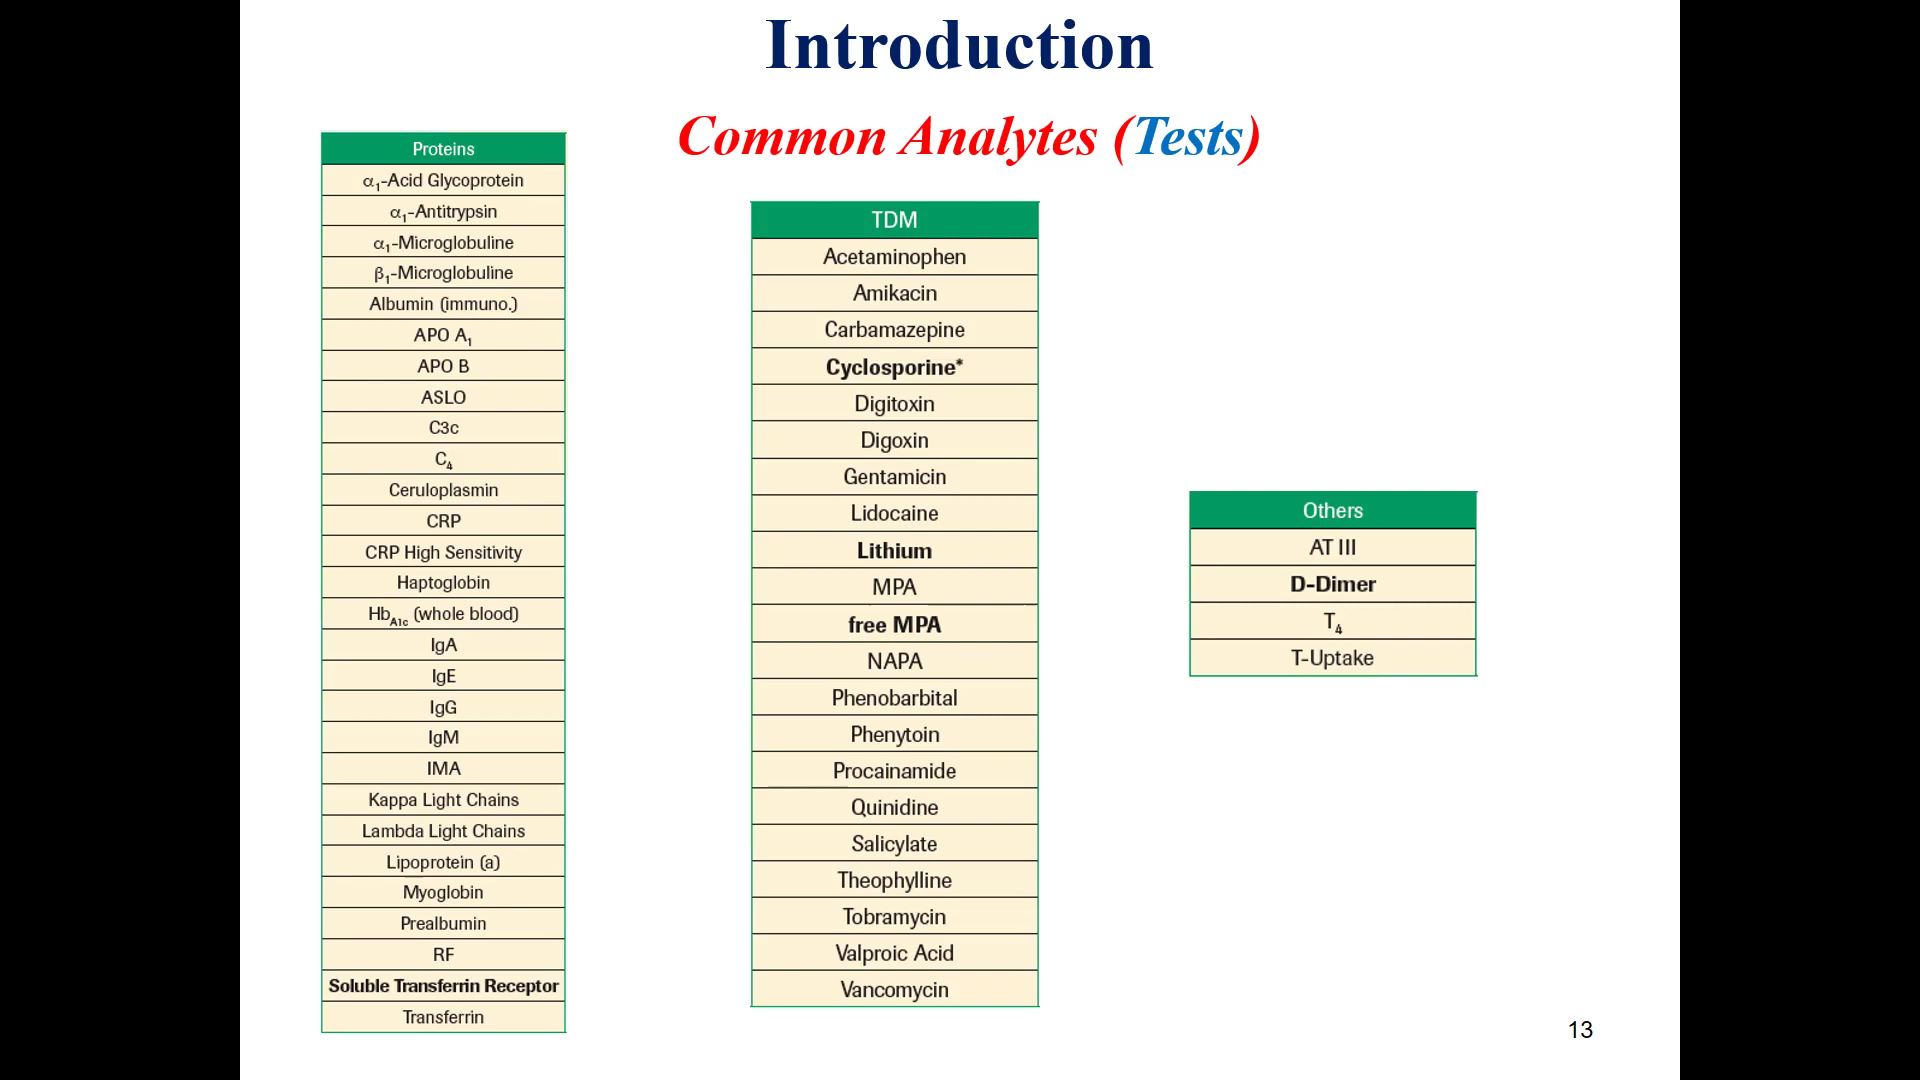 Introduction
Common Analytes (Tests)
Proteins
α1-Acid Glycoprotein
α1-Antitrypsin
α1-Microglobuline
β1-Microglobuline
Albumin (immuno.)
APO A1
APO B
ASLO
C3c
C4
Ceruloplasmin
CRP
CRP High Sensitivity
Haptoglobin
HbA1c (whole blood)
IgA
IgE
IgG
IgM
IMA
Kappa Light Chains
Lambda Light Chains
Lipoprotein (a)
Myoglobin
Prealbumin
RF
Soluble Transferrin Receptor
Transferrin
TDM
Acetaminophen
Amikacin
Carbamazepine
Cyclosporine*
Digitoxin
Digoxin
Gentamicin
Lidocaine
Lithium
MPA
free MPA
NAPA
Phenobarbital
Phenytoin
Procainamide
Quinidine
Salicylate
Theophylline
Tobramycin
Valproic Acid
Vancomycin
Others
AT III
D-Dimer
T4
T-Uptake
13